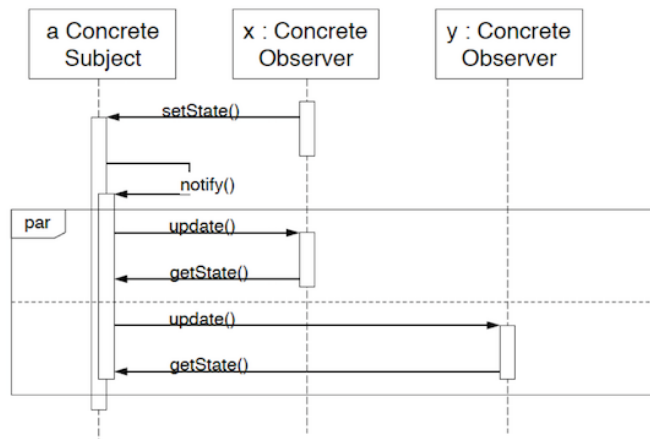 a Concrete
Subject
x : Concrete
Observer
y : Concrete
Observer
setState()
notify()
par
update()
getState()
update()
getState()